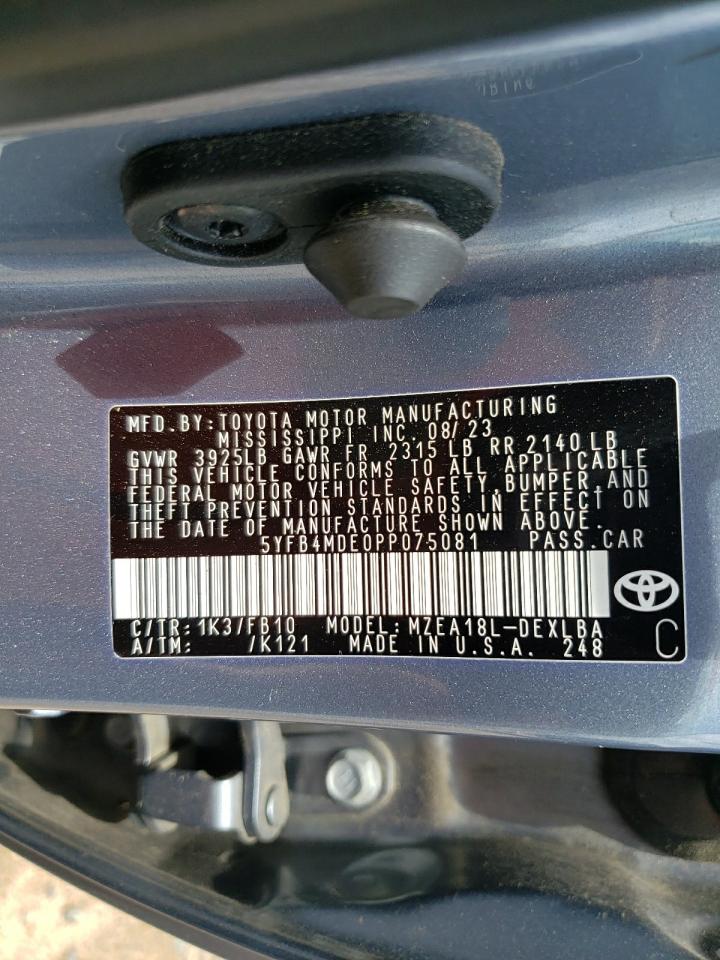 MFD.BY:TOYOTA MOTOR MANUFACTURING
MISSISSIPPI INC. 08/23
GVWR 3925LB GAWR FR 2315 LB RR 2140 LB
THIS VEHICLE CONFORMS TO ALL APPLICABLE
FEDERAL MOTOR VEHICLE SAFETY, BUMPER, AND
THEFT PREVENTION STANDARDS IN EFFECT ON
THE DATE OF MANUFACTURE SHOWN ABOVE.
5YFB4MDE0PP075081 PASS.CAR
C/TR: 1K3/FB10 MODEL: MZEA18L-DEXLBA
A/TM: /K121 MADE IN U.S.A. 248
C